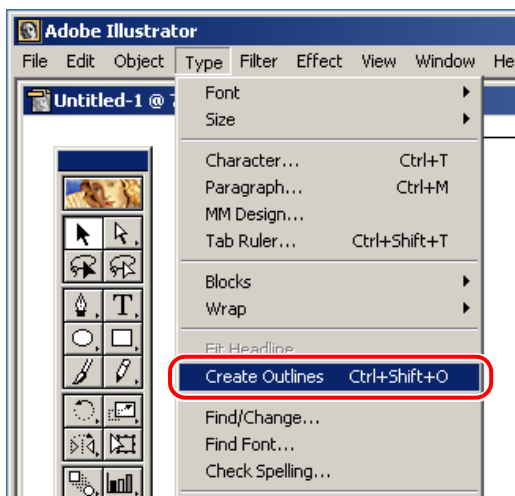 Adobe Illustrator
File Edit Object Type Filter Effect View Window He
Untitled-1 @ 7
Font
Size
Character... Ctrl+T
Paragraph... Ctrl+M
MM Design...
Tab Ruler... Ctrl+Shift+T
Blocks
Wrap
Fit Headline
Create Outlines Ctrl+Shift+O
Find/Change...
Find Font...
Check Spelling...